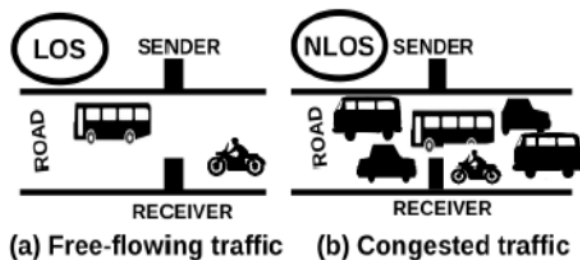 LOS
SENDER
ROAD
RECEIVER
(a) Free-flowing traffic
NLOS
SENDER
ROAD
RECEIVER
(b) Congested traffic